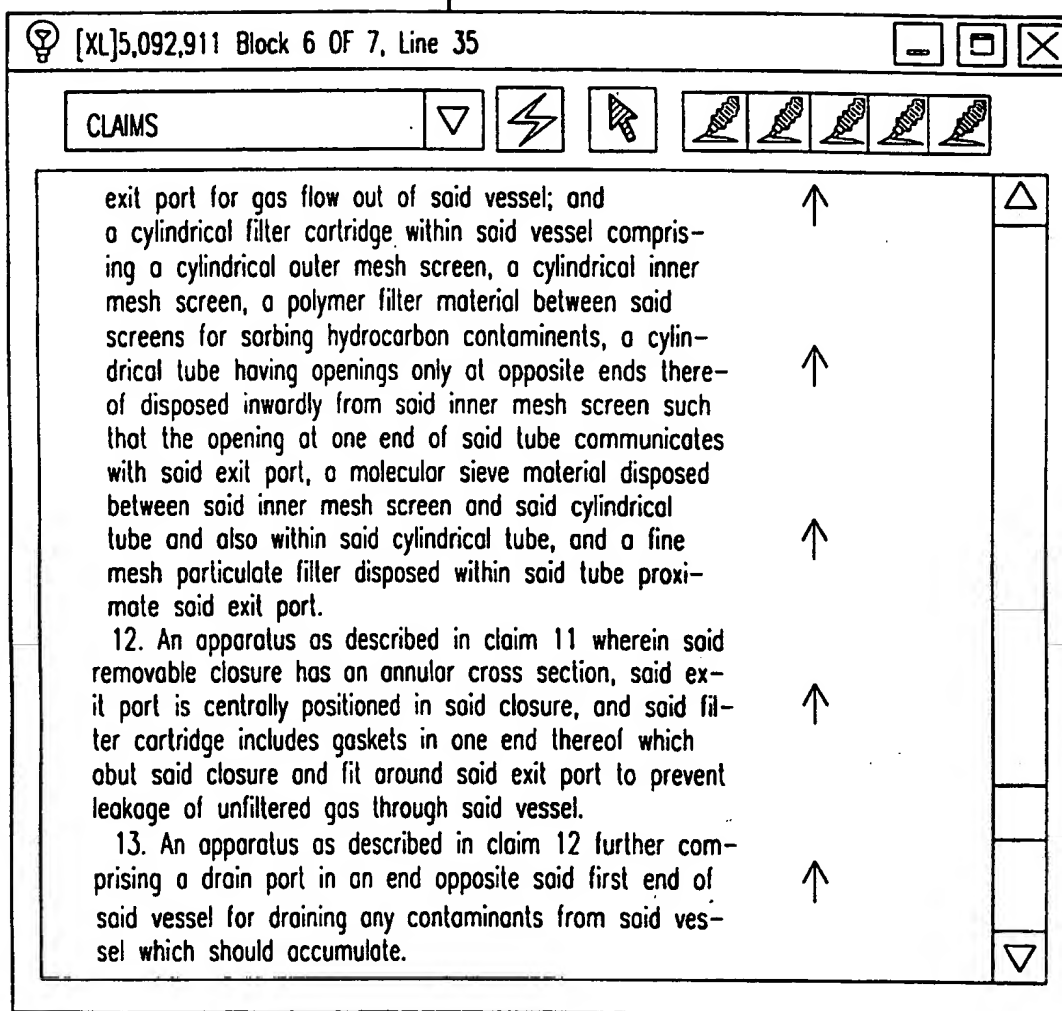 [XL]5,092,911 Block 6 OF 7, Line 35
CLAIMS
exit port for gas flow out of said vessel; and
a cylindrical filter cartridge within said vessel compris-
ing a cylindrical outer mesh screen, a cylindrical inner
mesh screen, a polymer filter material between said
screens for sorbing hydrocarbon contaminents, a cylin-
drical tube having openings only at opposite ends there-
of disposed inwardly from said inner mesh screen such
that the opening at one end of said tube communicates
with said exit port, a molecular sieve material disposed
between said inner mesh screen and said cylindrical
tube and also within said cylindrical tube, and a fine
mesh particulate filter disposed within said tube proxi-
mate said exit port.
12. An apparatus as described in claim 11 wherein said
removable closure has an annular cross section, said ex-
it port is centrally positioned in said closure, and said fil-
ter cartridge includes gaskets in one end thereof which
abut said closure and fit around said exit port to prevent
leakage of unfiltered gas through said vessel.
13. An apparatus as described in claim 12 further com-
prising a drain port in an end opposite said first end of
said vessel for draining any contaminants from said ves-
sel which should accumulate.